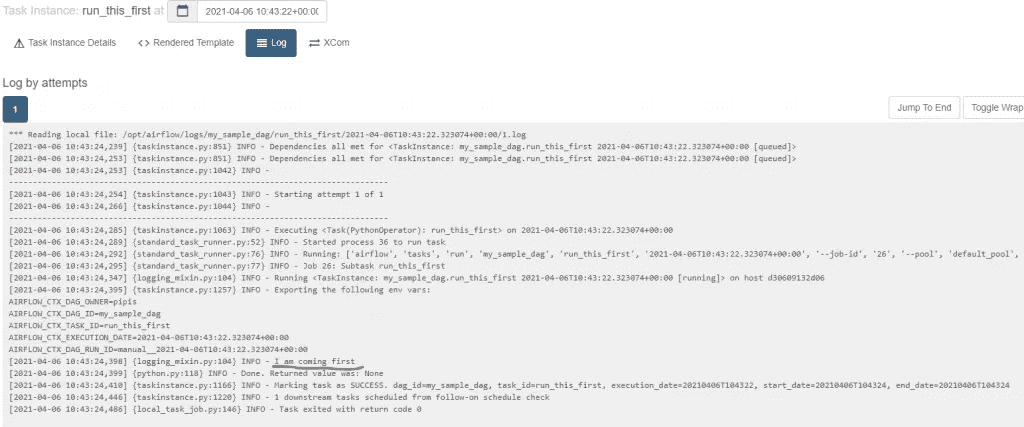 Task Instance: run_this_first at 2021-04-06 10:43:22+00:00
Task Instance Details <> Rendered Template Log XCom
Log by attempts
1 Jump To End Toggle Wrap
*** Reading local file: /opt/airflow/logs/my_sample_dag/run_this_first/2021-04-06T10:43:22.323074+00:00/1.log
[2021-04-06 10:43:24,239] {taskinstance.py:851} INFO - Dependencies all met for <TaskInstance: my_sample_dag.run_this_first 2021-04-06T10:43:22.323074+00:00 [queued]>
[2021-04-06 10:43:24,253] {taskinstance.py:851} INFO - Dependencies all met for <TaskInstance: my_sample_dag.run_this_first 2021-04-06T10:43:22.323074+00:00 [queued]>
[2021-04-06 10:43:24,253] {taskinstance.py:1042} INFO -
--------------------------------------------------------------------------------
[2021-04-06 10:43:24,254] {taskinstance.py:1043} INFO - Starting attempt 1 of 1
[2021-04-06 10:43:24,266] {taskinstance.py:1044} INFO -
--------------------------------------------------------------------------------
[2021-04-06 10:43:24,285] {taskinstance.py:1063} INFO - Executing <Task(PythonOperator): run_this_first> on 2021-04-06T10:43:22.323074+00:00
[2021-04-06 10:43:24,289] {standard_task_runner.py:52} INFO - Started process 36 to run task
[2021-04-06 10:43:24,292] {standard_task_runner.py:76} INFO - Running: ['airflow', 'tasks', 'run', 'my_sample_dag', 'run_this_first', '2021-04-06T10:43:22.323074+00:00', '--job-id', '26', '--pool', 'default_pool',
[2021-04-06 10:43:24,295] {standard_task_runner.py:77} INFO - Job 26: Subtask run_this_first
[2021-04-06 10:43:24,347] {logging_mixin.py:104} INFO - Running <TaskInstance: my_sample_dag.run_this_first 2021-04-06T10:43:22.323074+00:00 [running]> on host d30609132d06
[2021-04-06 10:43:24,395] {taskinstance.py:1257} INFO - Exporting the following env vars:
AIRFLOW_CTX_DAG_OWNER=pipis
AIRFLOW_CTX_DAG_ID=my_sample_dag
AIRFLOW_CTX_TASK_ID=run_this_first
AIRFLOW_CTX_EXECUTION_DATE=2021-04-06T10:43:22.323074+00:00
AIRFLOW_CTX_DAG_RUN_ID=manual__2021-04-06T10:43:22.323074+00:00
[2021-04-06 10:43:24,398] {logging_mixin.py:104} INFO - I am coming first
[2021-04-06 10:43:24,399] {python.py:118} INFO - Done. Returned value was: None
[2021-04-06 10:43:24,410] {taskinstance.py:1166} INFO - Marking task as SUCCESS. dag_id=my_sample_dag, task_id=run_this_first, execution_date=20210406T104322, start_date=20210406T104324, end_date=20210406T104324
[2021-04-06 10:43:24,446] {taskinstance.py:1220} INFO - 1 downstream tasks scheduled from follow-on schedule check
[2021-04-06 10:43:24,486] {local_task_job.py:146} INFO - Task exited with return code 0